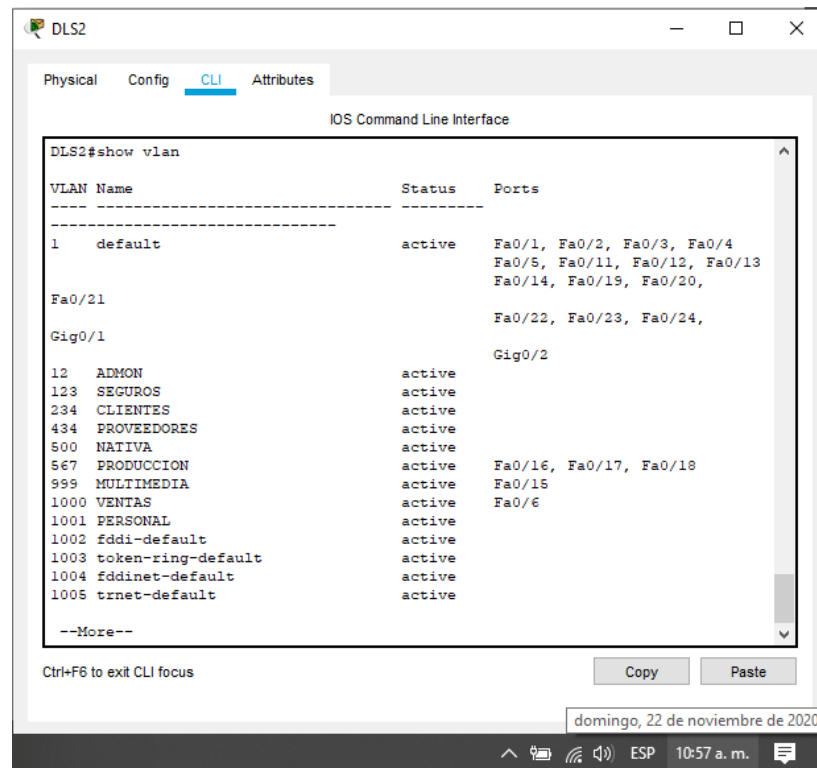 DLS2
Physical Config CLI Attributes
IOS Command Line Interface
DLS2#show vlan
VLAN Name Status Ports
---- -------------------------------- ---------
-------------------------------
1 default active Fa0/1, Fa0/2, Fa0/3, Fa0/4
Fa0/5, Fa0/11, Fa0/12, Fa0/13
Fa0/14, Fa0/19, Fa0/20,
Fa0/21
Fa0/22, Fa0/23, Fa0/24,
Gig0/1
Gig0/2
12 ADMON active
123 SEGUROS active
234 CLIENTES active
434 PROVEEDORES active
500 NATIVA active
567 PRODUCCION active Fa0/16, Fa0/17, Fa0/18
999 MULTIMEDIA active Fa0/15
1000 VENTAS active Fa0/6
1001 PERSONAL active
1002 fddi-default active
1003 token-ring-default active
1004 fddinet-default active
1005 trnet-default active
--More--
Ctrl+F6 to exit CLI focus Copy Paste
domingo, 22 de noviembre de 2020
ESP 10:57 a. m.